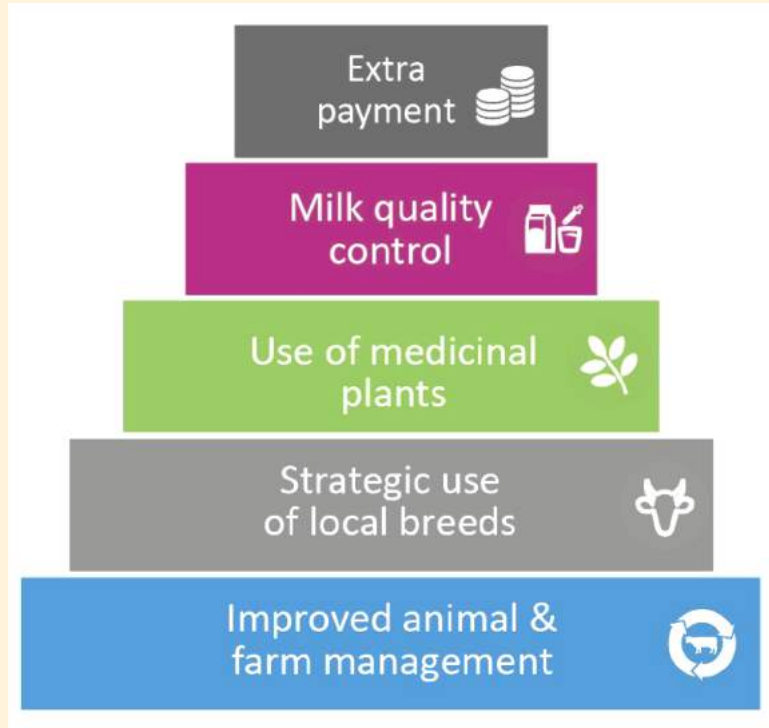 Extra
payment
Milk quality
control
Use of medicinal
plants
Strategic use
of local breeds
Improved animal &
farm management